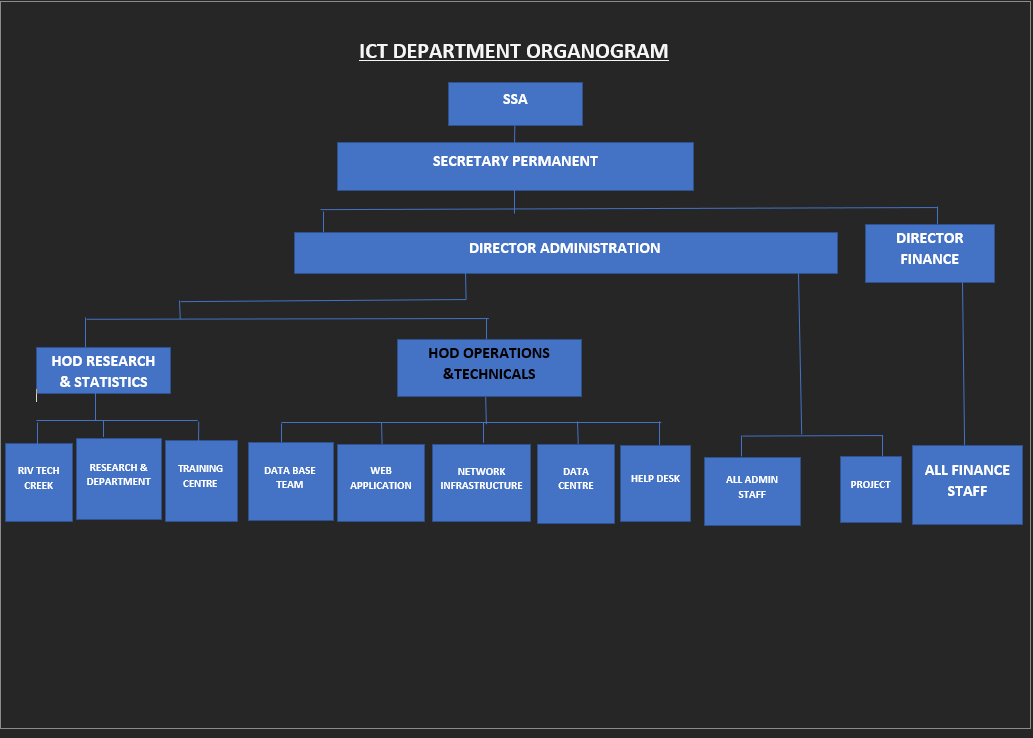 ICT DEPARTMENT ORGANOGRAM
SSA
SECRETARY PERMANENT
DIRECTOR ADMINISTRATION
DIRECTOR
FINANCE
HOD RESEARCH
& STATISTICS
HOD OPERATIONS
&TECHNICALS
RIV TECH
CREEK
RESEARCH &
DEPARTMENT
TRAINING
CENTRE
DATA BASE
TEAM
WEB
APPLICATION
NETWORK
INFRASTRUCTURE
DATA
CENTRE
HELP DESK
ALL ADMIN
STAFF
PROJECT
ALL FINANCE
STAFF